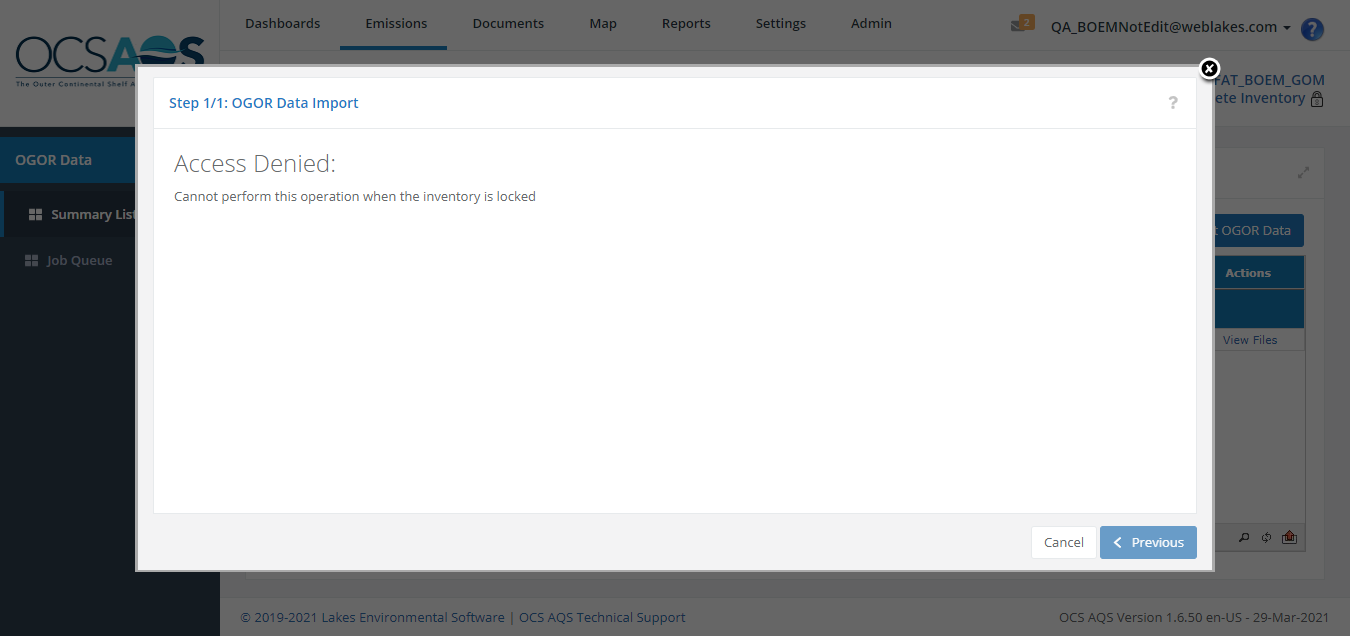 Dashboards
Emissions
Documents
Map
Reports
Settings
Admin
2
QA_BOEMNotEdit@weblakes.com
?
OCSAQS
The Outer Continental Shelf A
FAT_BOEM_GOM
ete Inventory
OGOR Data
Summary List
Job Queue
Step 1/1: OGOR Data Import
?
Access Denied:
Cannot perform this operation when the inventory is locked
t OGOR Data
Actions
View Files
Cancel
Previous
© 2019-2021 Lakes Environmental Software | OCS AQS Technical Support
OCS AQS Version 1.6.50 en-US - 29-Mar-2021